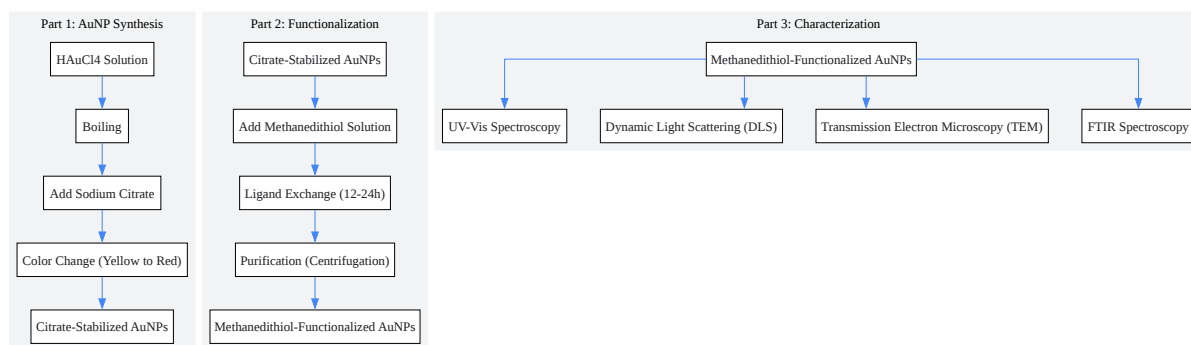 Part 1: AuNP Synthesis
HAuCl4 Solution
Boiling
Add Sodium Citrate
Color Change (Yellow to Red)
Citrate-Stabilized AuNPs
Part 2: Functionalization
Citrate-Stabilized AuNPs
Add Methanedithiol Solution
Ligand Exchange (12-24h)
Purification (Centrifugation)
Methanedithiol-Functionalized AuNPs
Part 3: Characterization
Methanedithiol-Functionalized AuNPs
UV-Vis Spectroscopy
Dynamic Light Scattering (DLS)
Transmission Electron Microscopy (TEM)
FTIR Spectroscopy